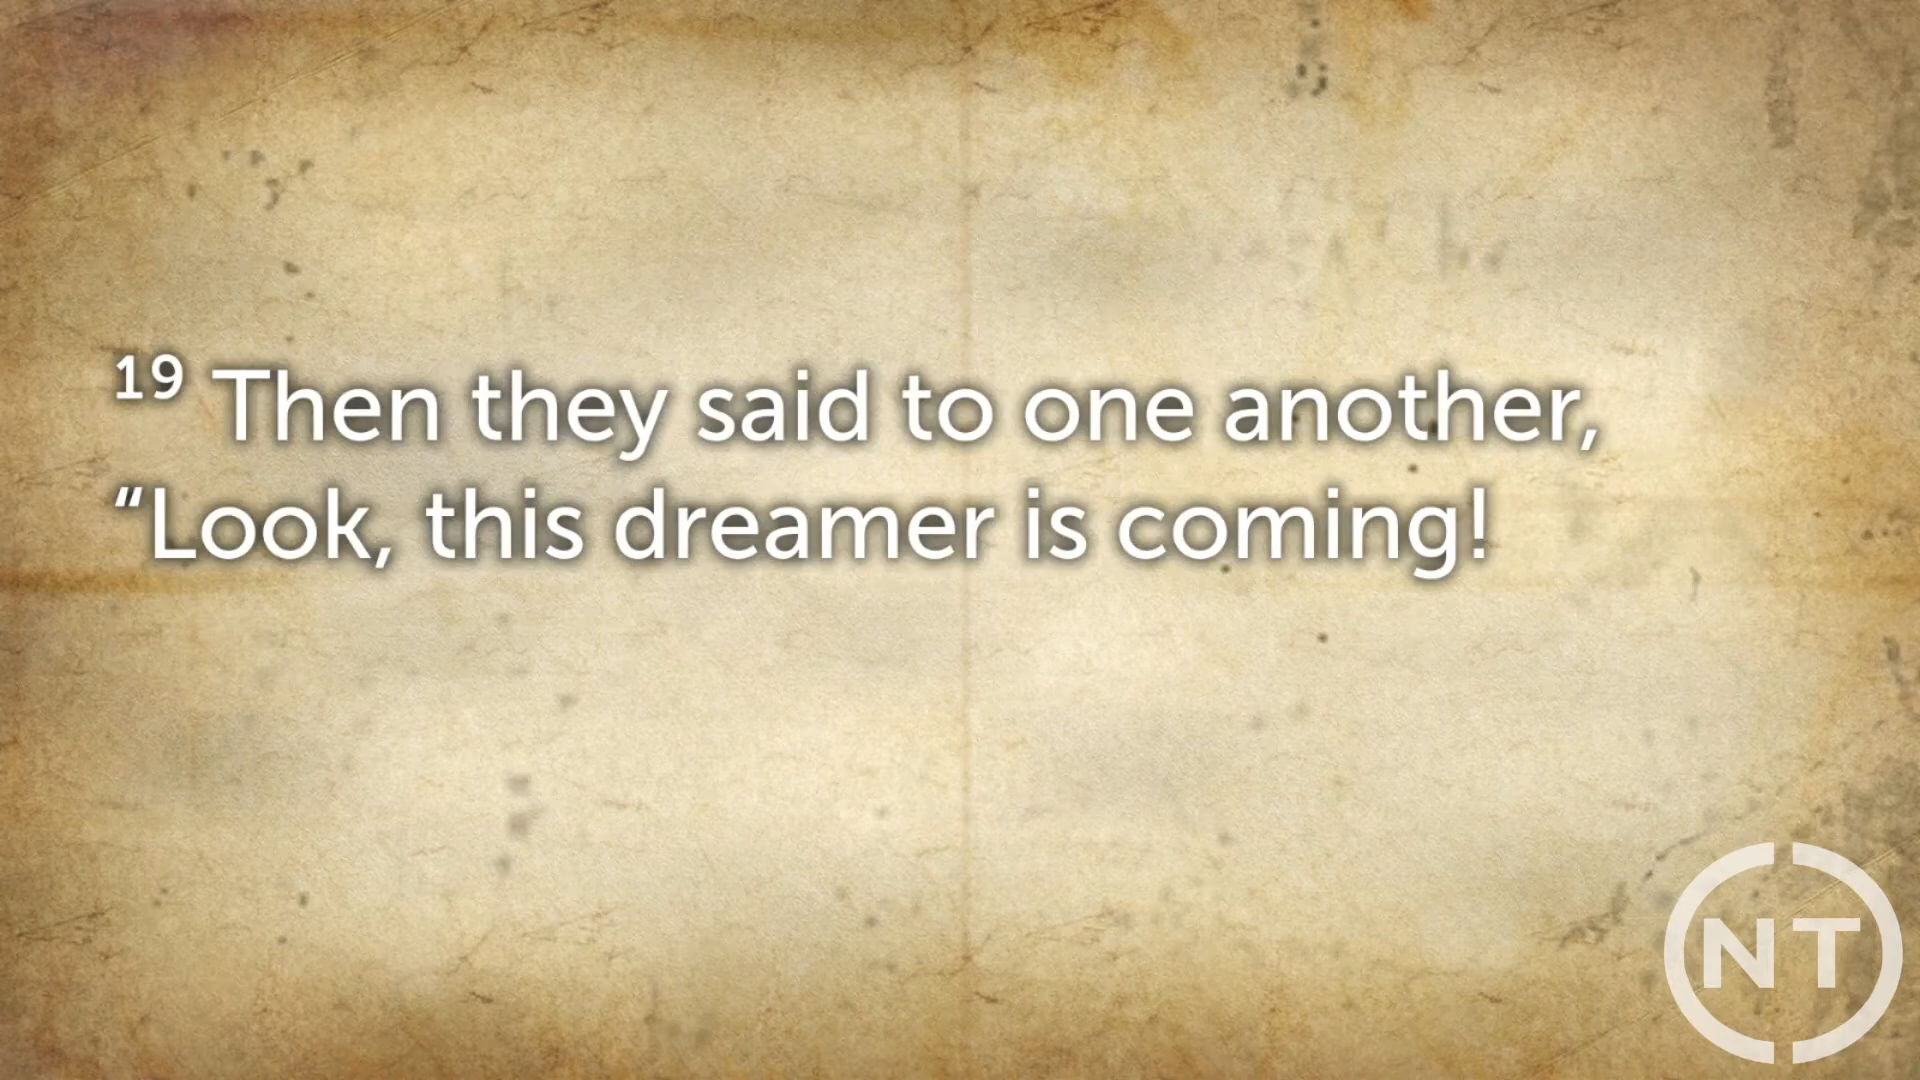 19 Then they said to one another,
“Look, this dreamer is coming!
NT